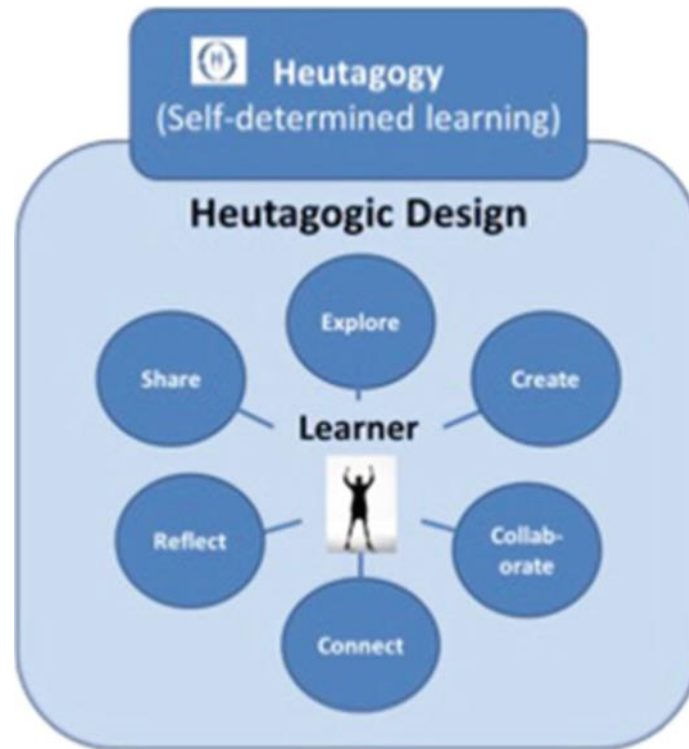 Heutagogy
(Self-determined learning)
Heutagogic Design
Explore
Share
Create
Learner
Reflect
Collab-
orate
Connect